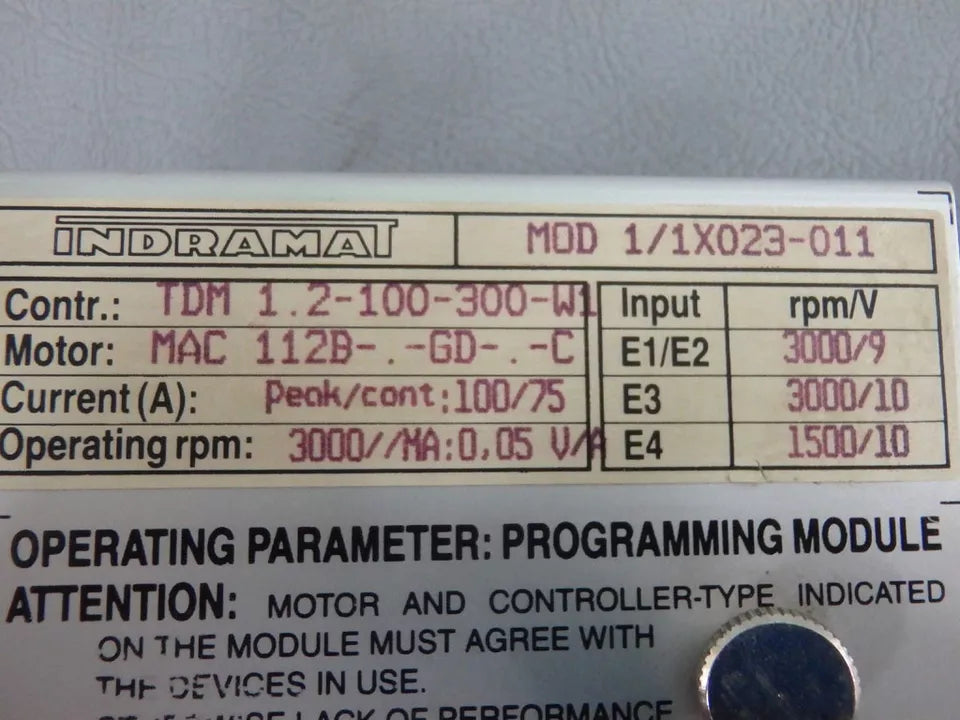 INDRAMAT MOD 1/1X023-011
Contr.: TDM 1.2-100-300-W1 Input rpm/V
Motor: MAC 112B-.-GD-.-C E1/E2 3000/9
Current (A): Peak/cont:100/75 E3 3000/10
Operating rpm: 3000//MA:0,05 V/A E4 1500/10
OPERATING PARAMETER: PROGRAMMING MODULE
ATTENTION: MOTOR AND CONTROLLER-TYPE INDICATED
ON THE MODULE MUST AGREE WITH
THE DEVICES IN USE.
LACK OF PERFORMANCE